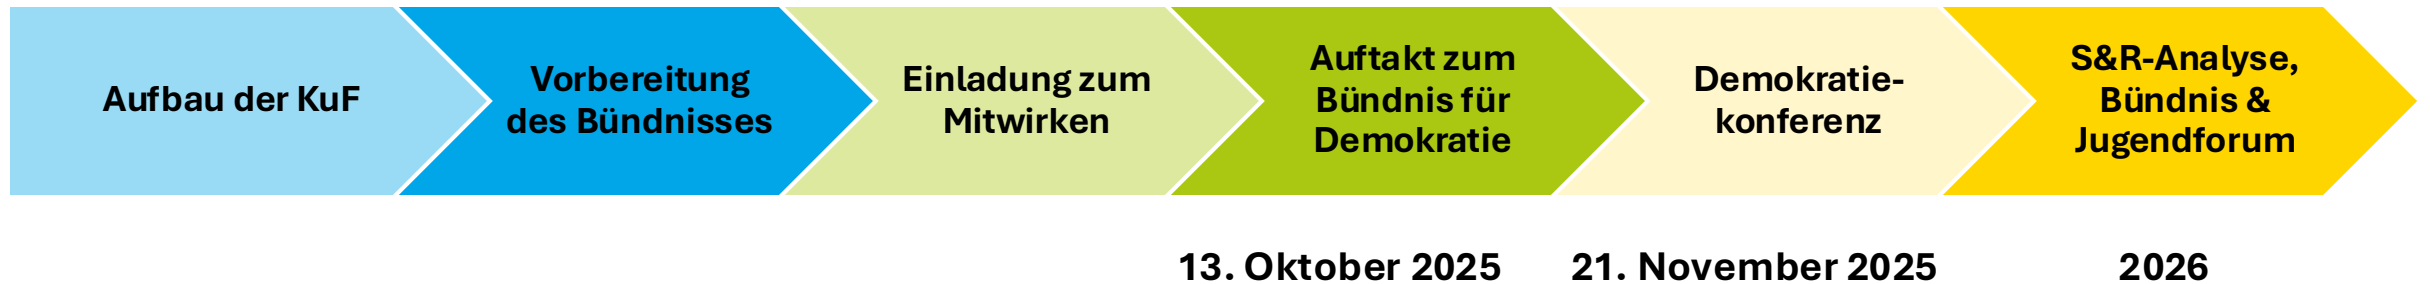 Aufbau der KuF
Vorbereitung
des Bündnisses
Einladung zum
Mitwirken
Auftakt zum
Bündnis für
Demokratie
Demokratie-
konferenz
S&R-Analyse,
Bündnis &
Jugendforum
13. Oktober 2025
21. November 2025
2026